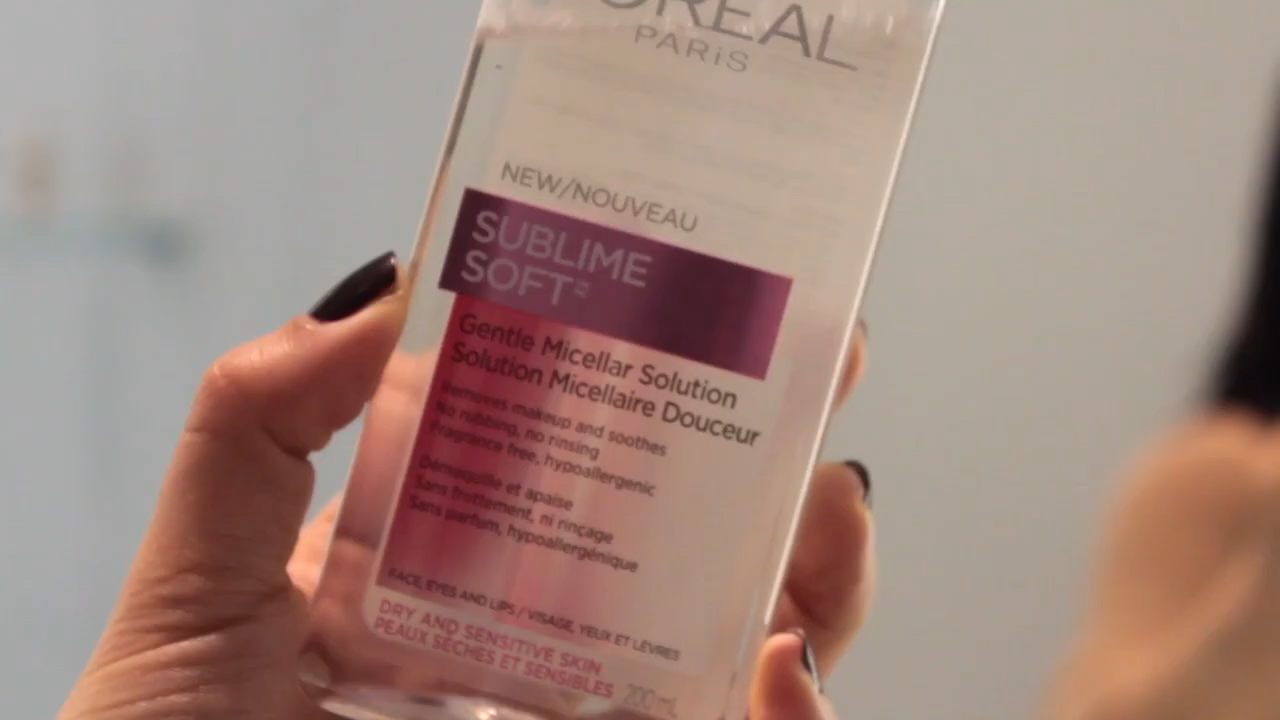 ORÉAL
PARiS
NEW/NOUVEAU
SUBLIME
SOFT
Gentle Micellar Solution
Solution Micellaire Douceur
Removes makeup and soothes
No rubbing, no rinsing
Fragrance free, hypoallergenic
Démaquille et apaise
Sans frottement, ni rinçage
Sans parfum, hypoallergénique
FACE, EYES AND LIPS / VISAGE, YEUX ET LÈVRES
DRY AND SENSITIVE SKIN
PEAUX SÈCHES ET SENSIBLES
200 mL